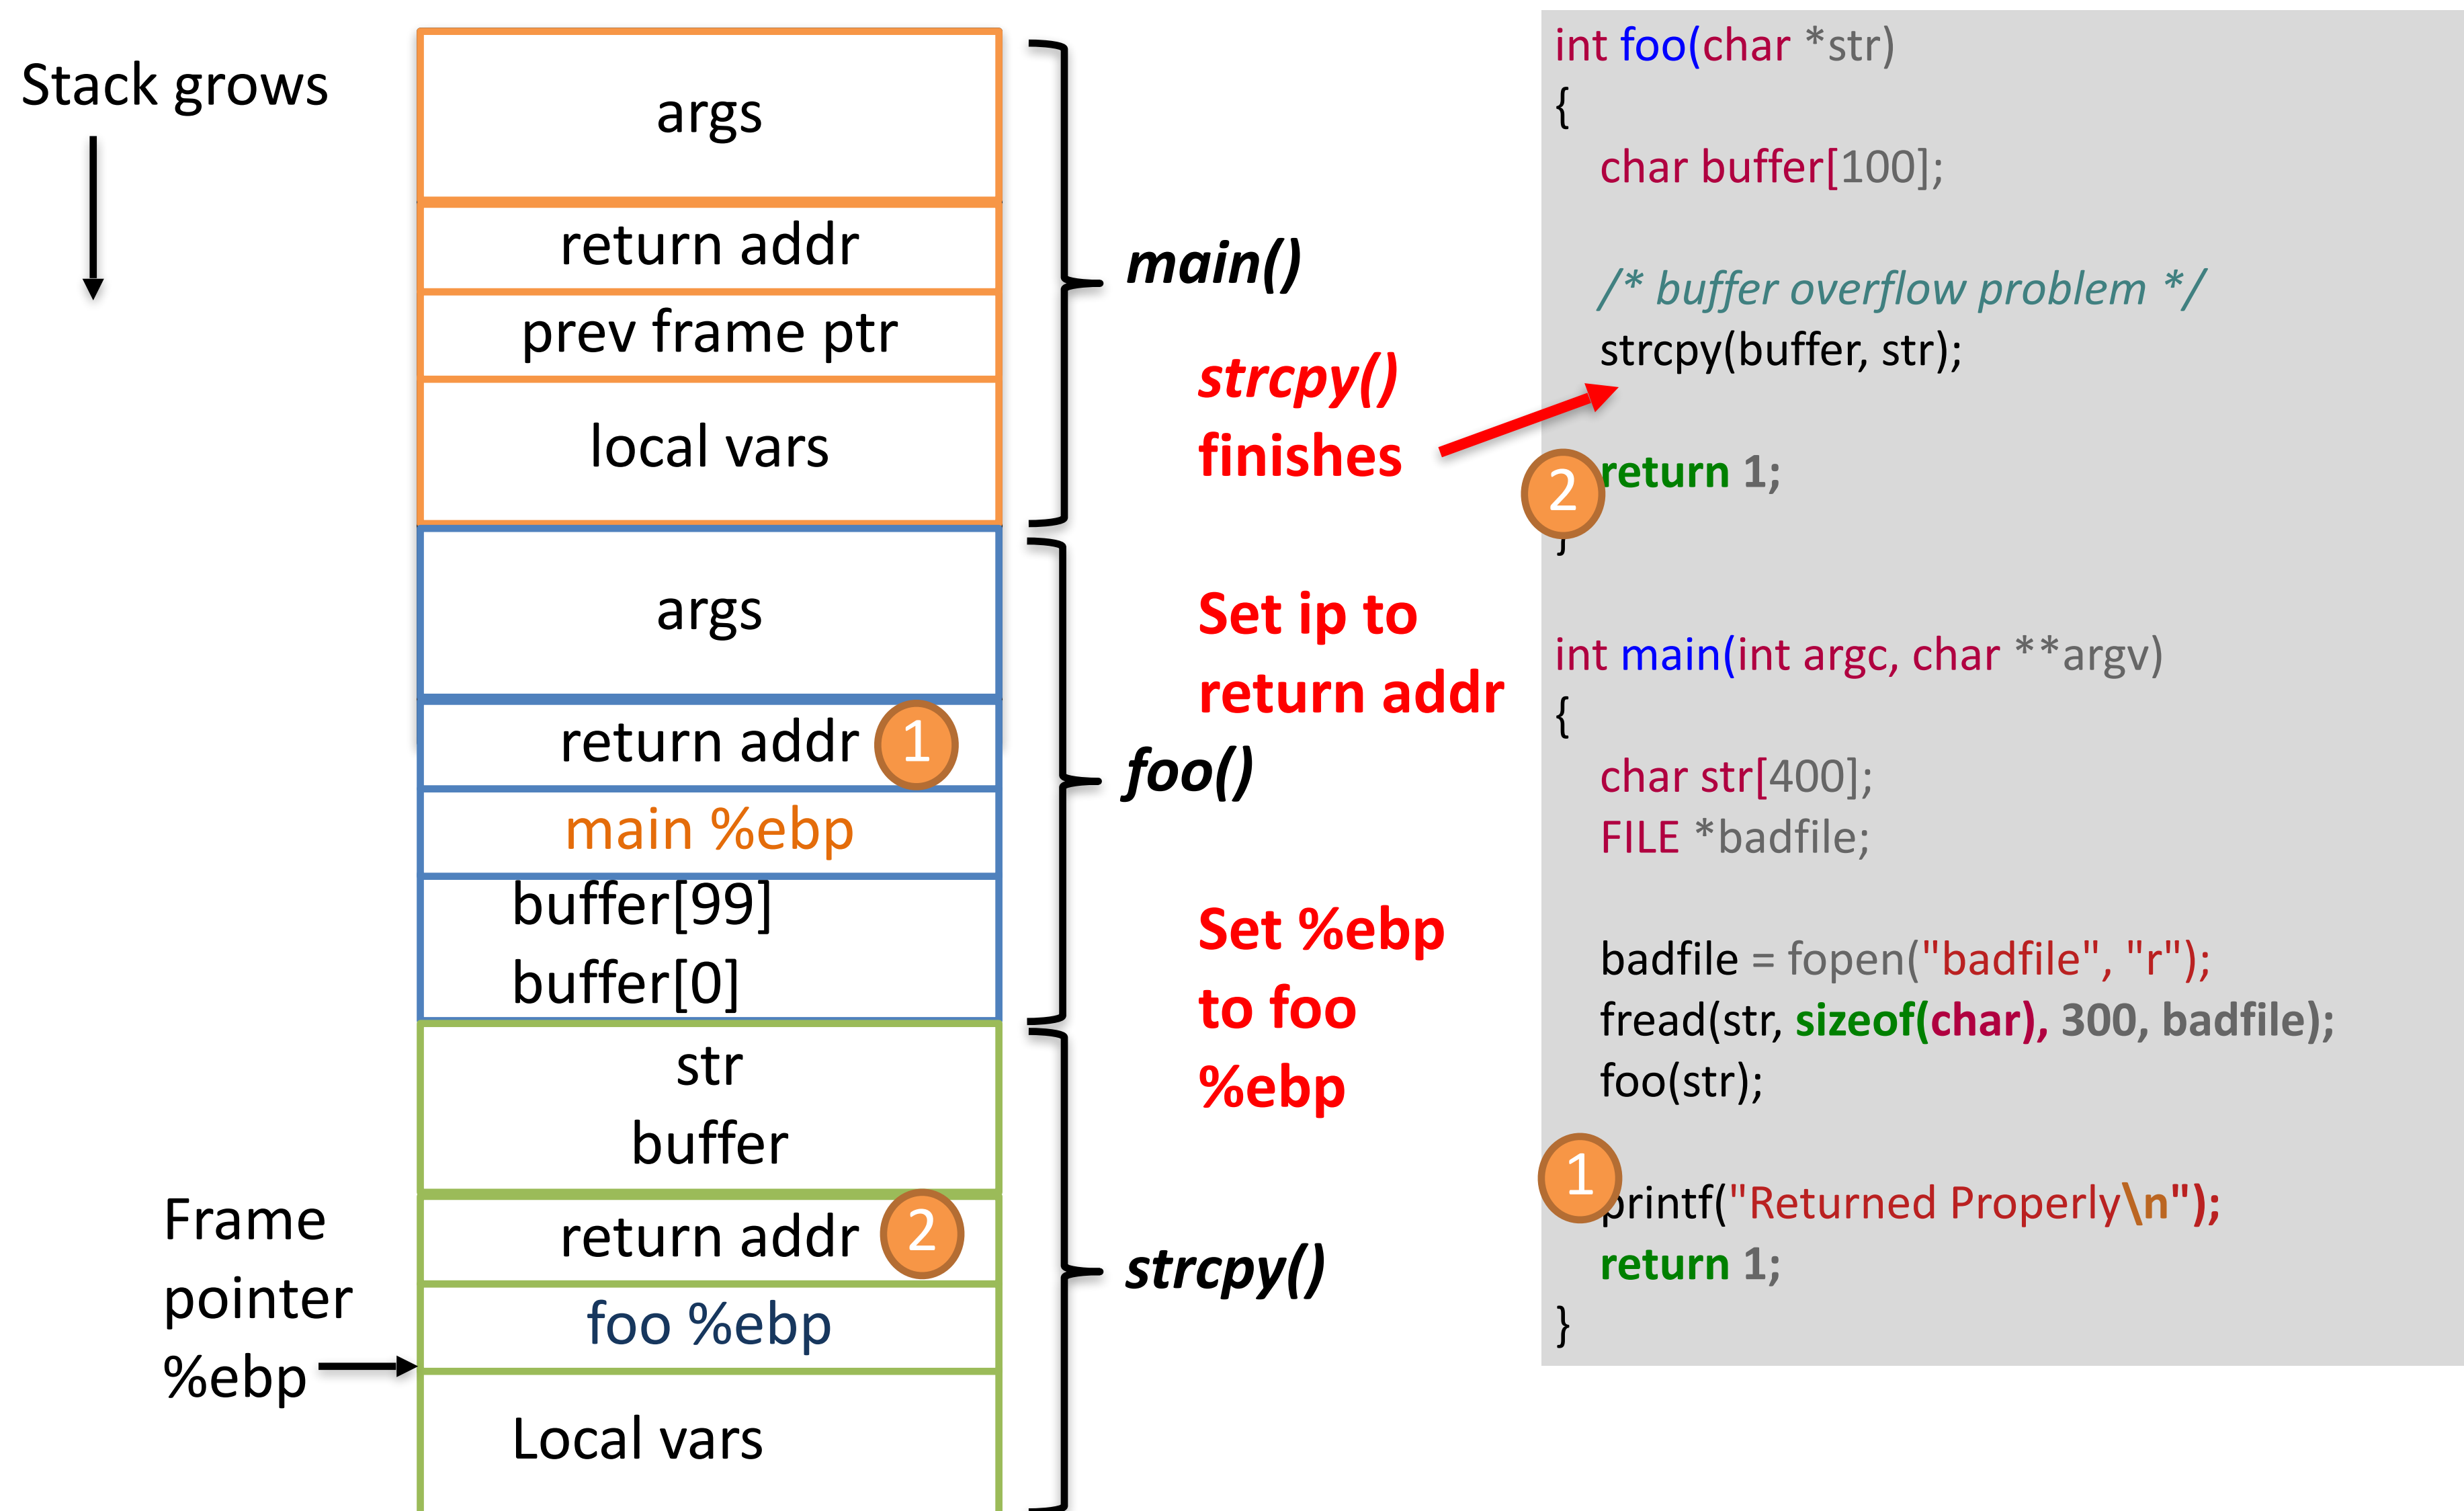 Stack grows
args
return addr
prev frame ptr
local vars
main()
args
return addr 1
main %ebp
buffer[99]
buffer[0]
foo()
str
buffer
return addr 2
foo %ebp
Local vars
strcpy()
Frame
pointer
%ebp
strcpy()
finishes
Set ip to
return addr
Set %ebp
to foo
%ebp
int foo(char *str)
{
char buffer[100];
/* buffer overflow problem */
strcpy(buffer, str);
2 return 1;
}
int main(int argc, char **argv)
{
char str[400];
FILE *badfile;
badfile = fopen("badfile", "r");
fread(str, sizeof(char), 300, badfile);
foo(str);
1 printf("Returned Properly\n");
return 1;
}